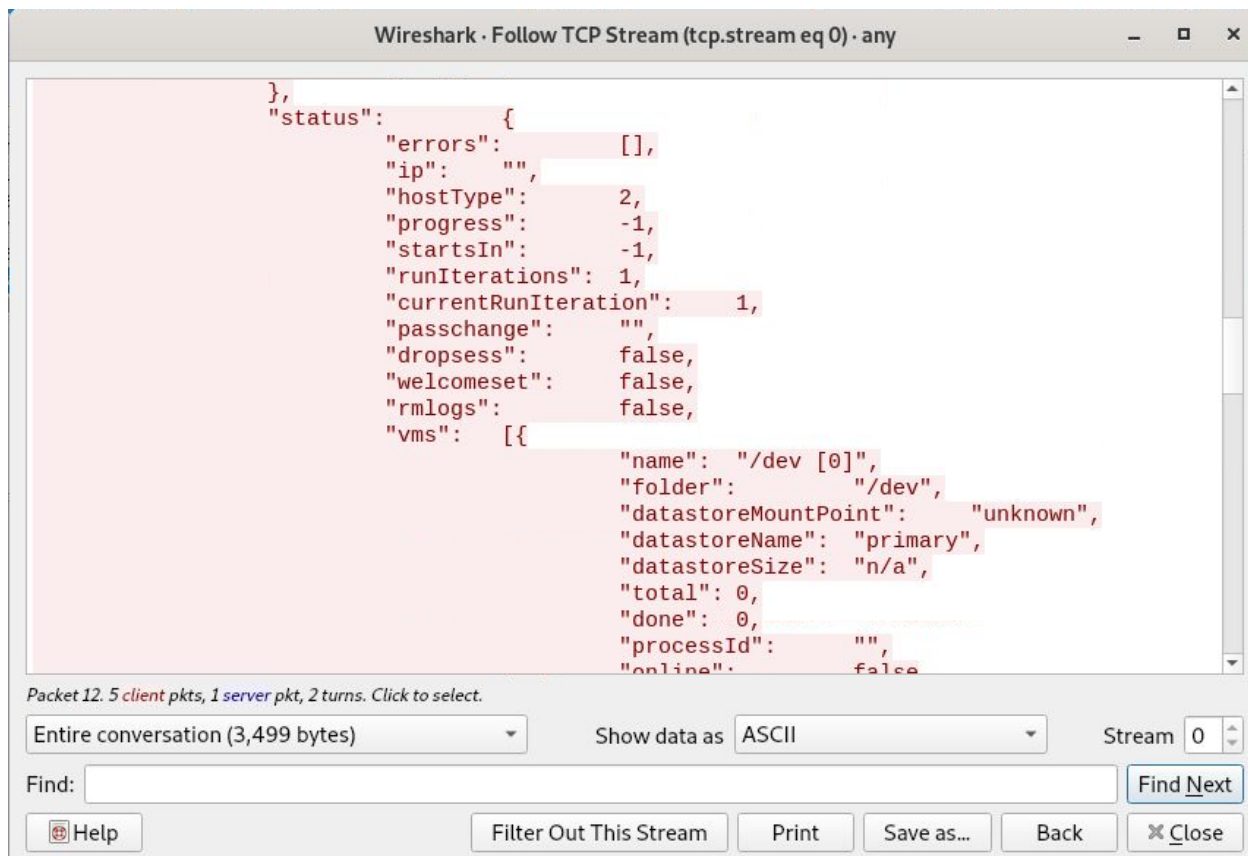 Wireshark · Follow TCP Stream (tcp.stream eq 0) · any
},
"status": {
"errors": [],
"ip": "",
"hostType": 2,
"progress": -1,
"startsIn": -1,
"runIterations": 1,
"currentRunIteration": 1,
"passchange": "",
"dropsess": false,
"welcomeset": false,
"rmlogs": false,
"vms": [{
"name": "/dev [0]",
"folder": "/dev",
"datastoreMountPoint": "unknown",
"datastoreName": "primary",
"datastoreSize": "n/a",
"total": 0,
"done": 0,
"processId": "",
"online": false
Packet 12. 5 client pkts, 1 server pkt, 2 turns. Click to select.
Entire conversation (3,499 bytes) Show data as ASCII Stream 0
Find: Find Next
Help Filter Out This Stream Print Save as... Back Close